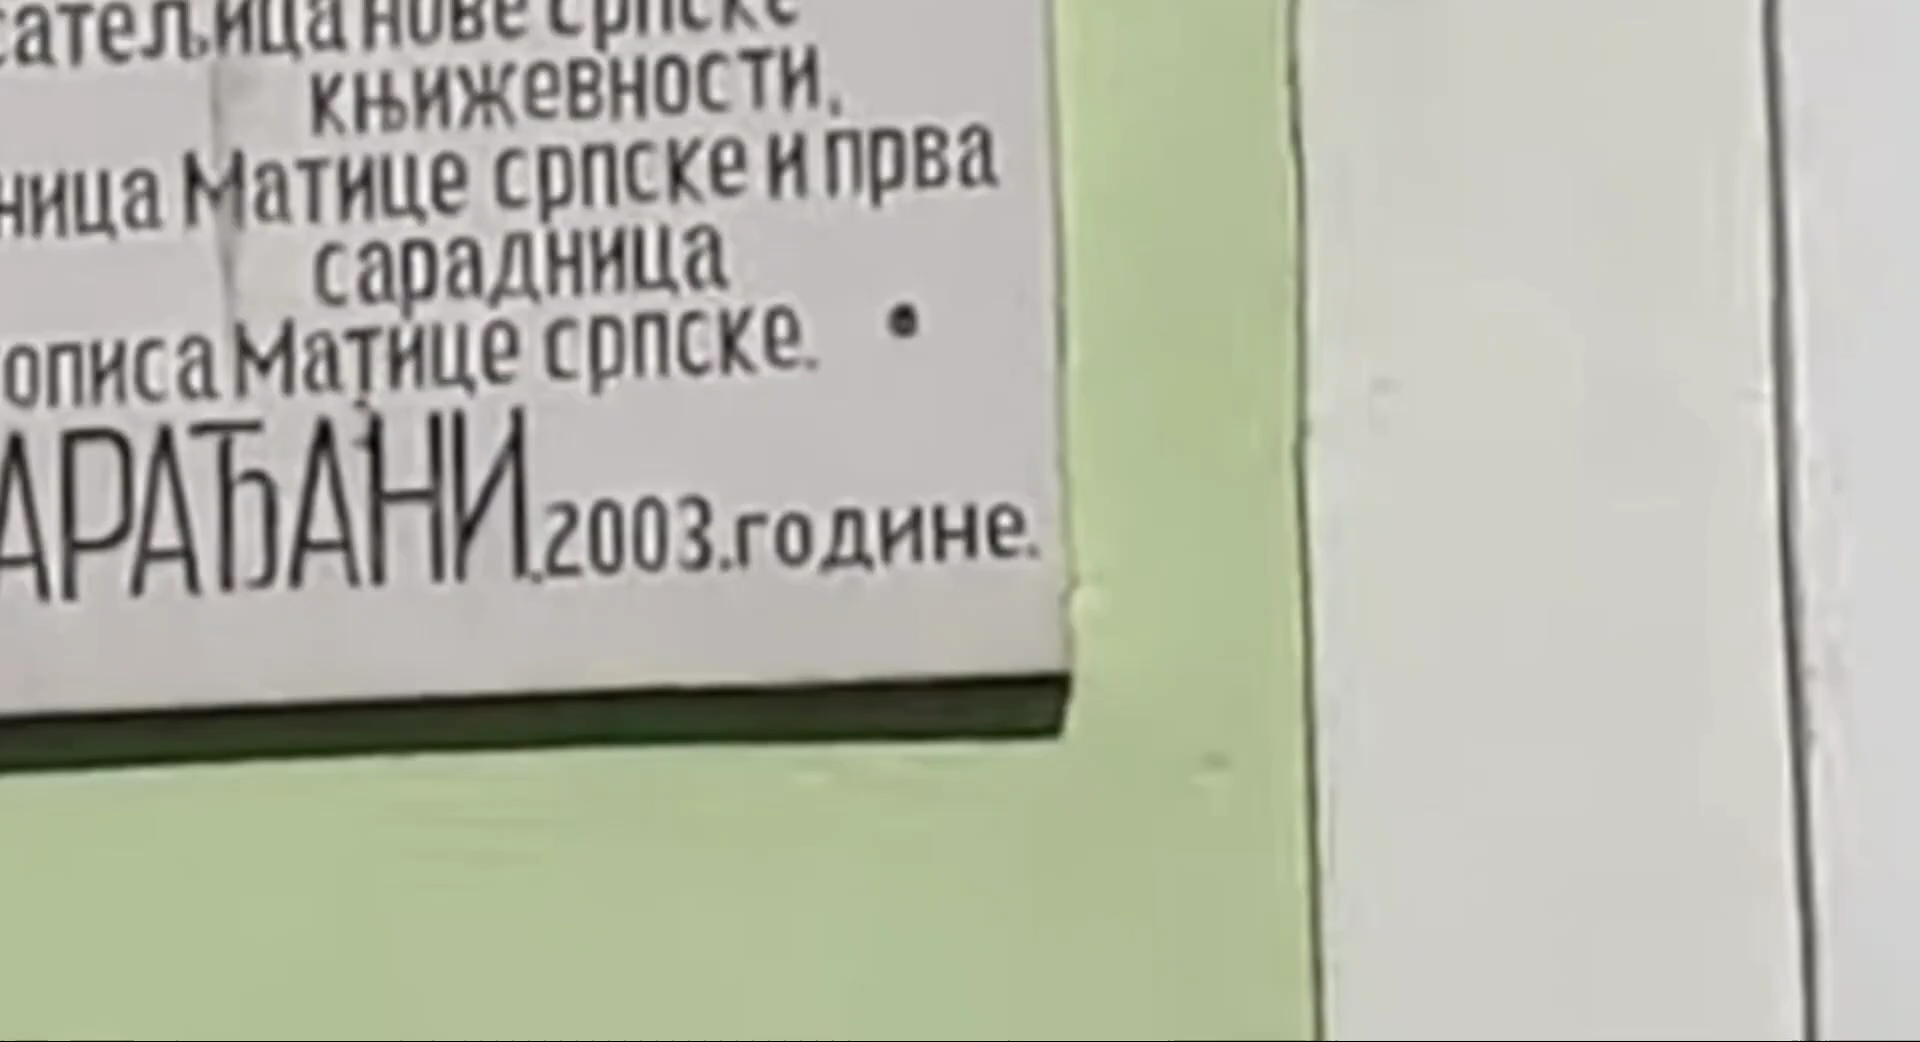 сатељица нове српске
књижевности,
ница Матице српске и прва
сарадница
описа Матице српске.
АРАЂАНИ.2003.године.